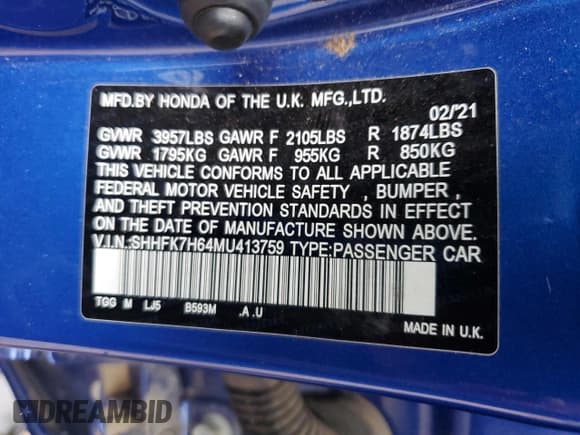 MFD.BY HONDA OF THE U.K. MFG.,LTD.
02/'21
GVWR 3957LBS GAWR F 2105LBS R 1874LBS
GVWR 1795KG GAWR F 955KG R 850KG
THIS VEHICLE CONFORMS TO ALL APPLICABLE
FEDERAL MOTOR VEHICLE SAFETY , BUMPER ,
AND THEFT PREVENTION STANDARDS IN EFFECT
ON THE DATE OF MANUFACTURE SHOWN ABOVE.
V.I.N.:SHHFK7H64MU413759 TYPE:PASSENGER CAR
TGG M LJ5 B593M .A .U
MADE IN U.K.
DREAMBID